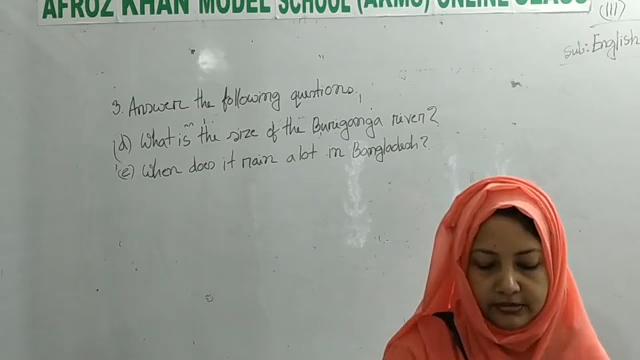 AFROZ KHAN MODEL SCHOOL (AKMS) ONLINE CLASS
(III)
Sub: English
3. Answer the following questions.
(d) What is the size of the Buriganga river?
(e) When does it rain a lot in Bangladesh?